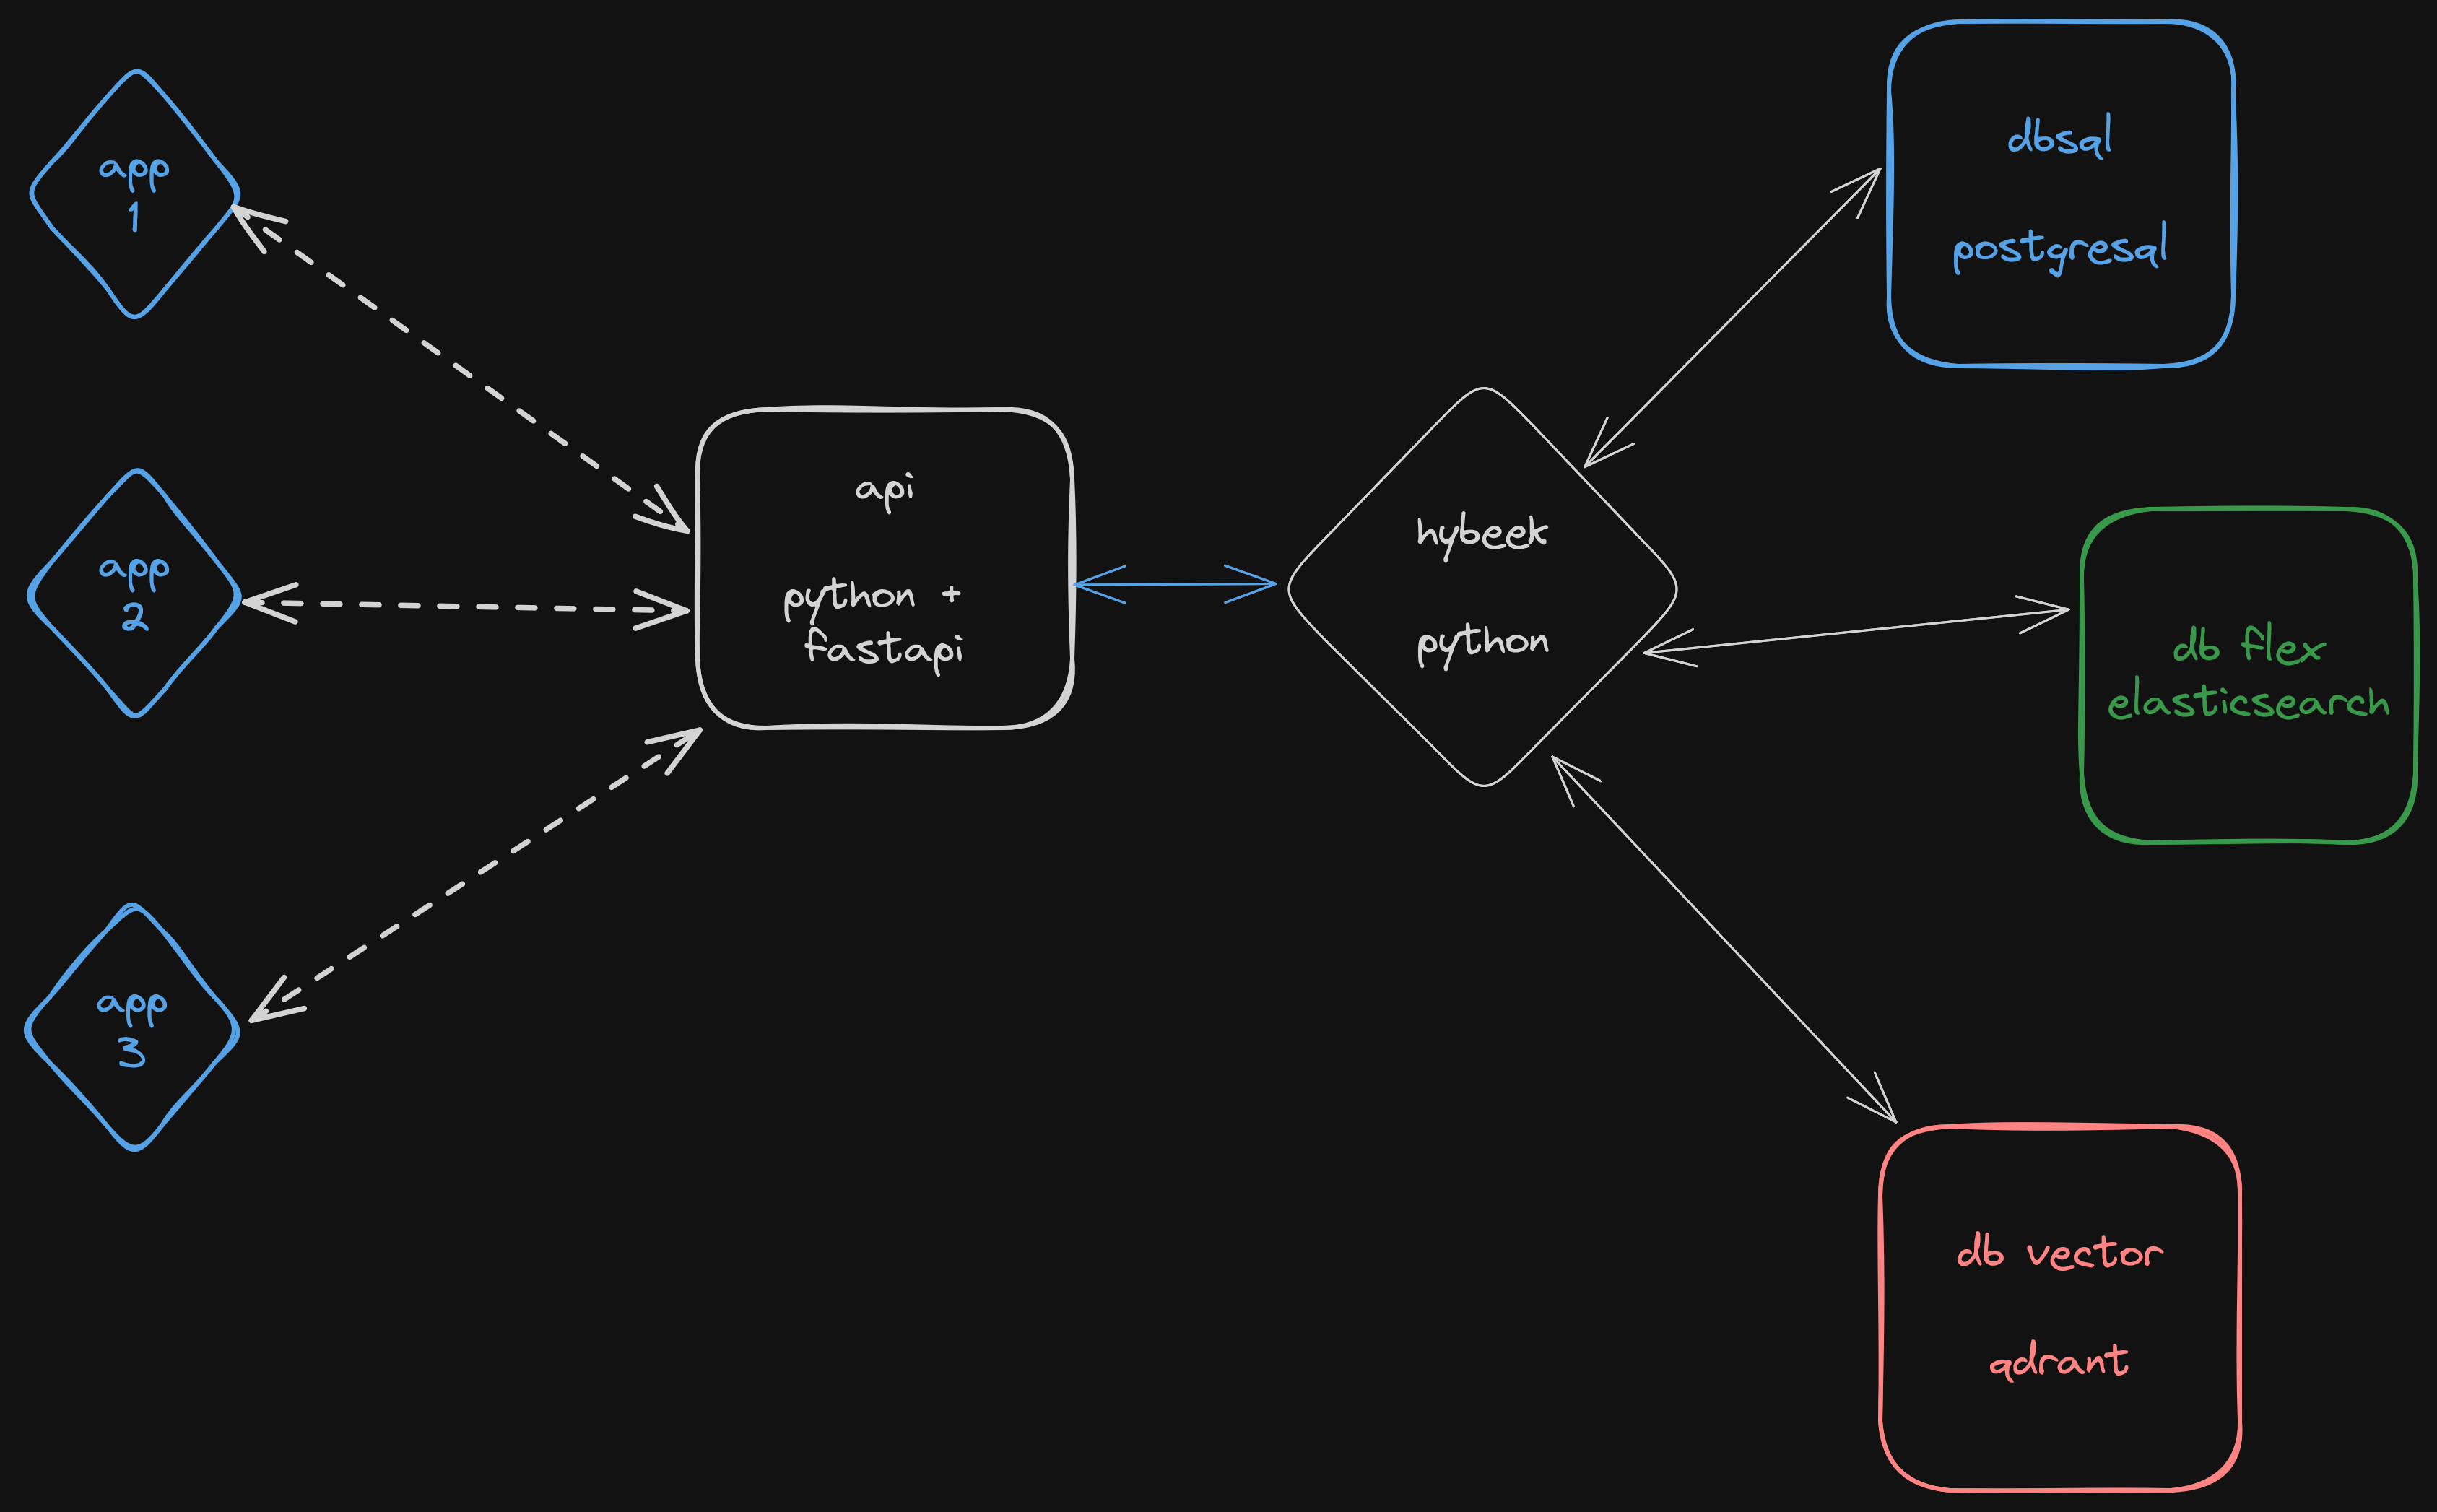 app
1
app
2
app
3
api
python +
fastapi
hybeek
python
dbsql
postgresql
db flex
elasticsearch
db vector
qdrant